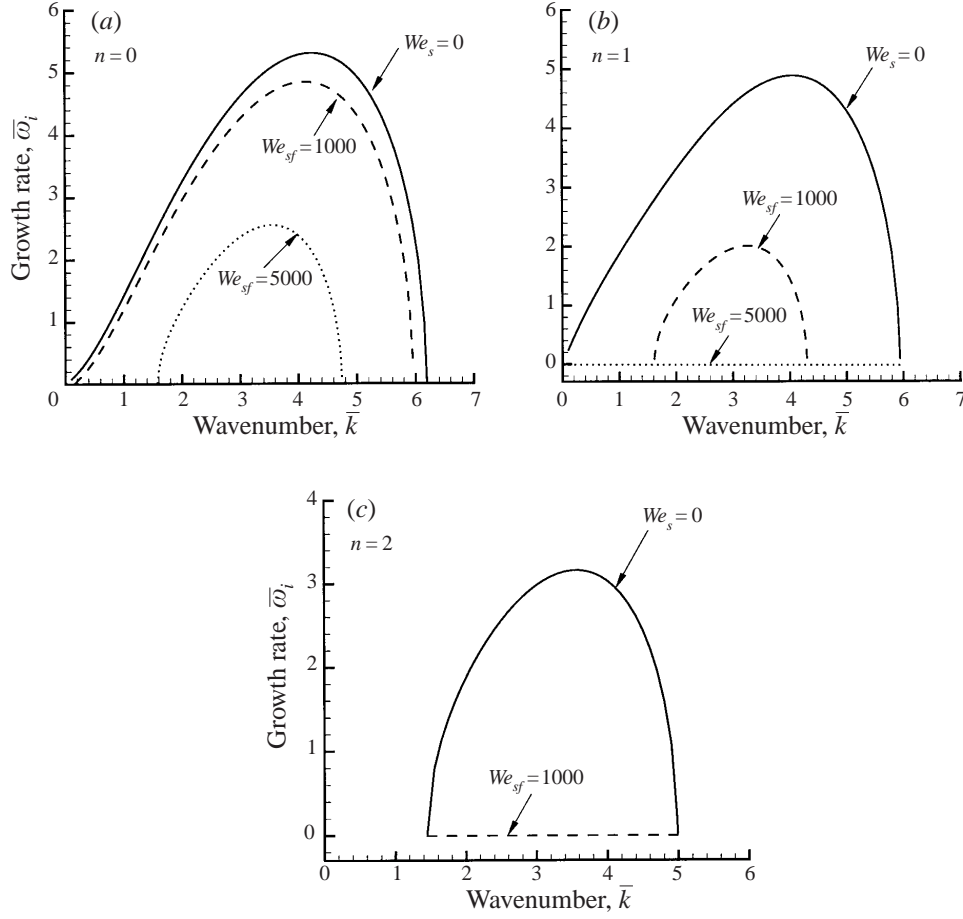 (a)
n = 0
We_s = 0
We_sf = 1000
We_sf = 5000
6
5
4
3
2
1
0 1 2 3 4 5 6 7
Growth rate, ω̅_i
Wavenumber, k̅
(b)
n = 1
We_s = 0
We_sf = 1000
We_sf = 5000
6
5
4
3
2
1
0
0 1 2 3 4 5 6 7
Wavenumber, k̅
(c)
n = 2
We_s = 0
We_sf = 1000
4
3
2
1
0
0 1 2 3 4 5 6
Growth rate, ω̅_i
Wavenumber, k̅